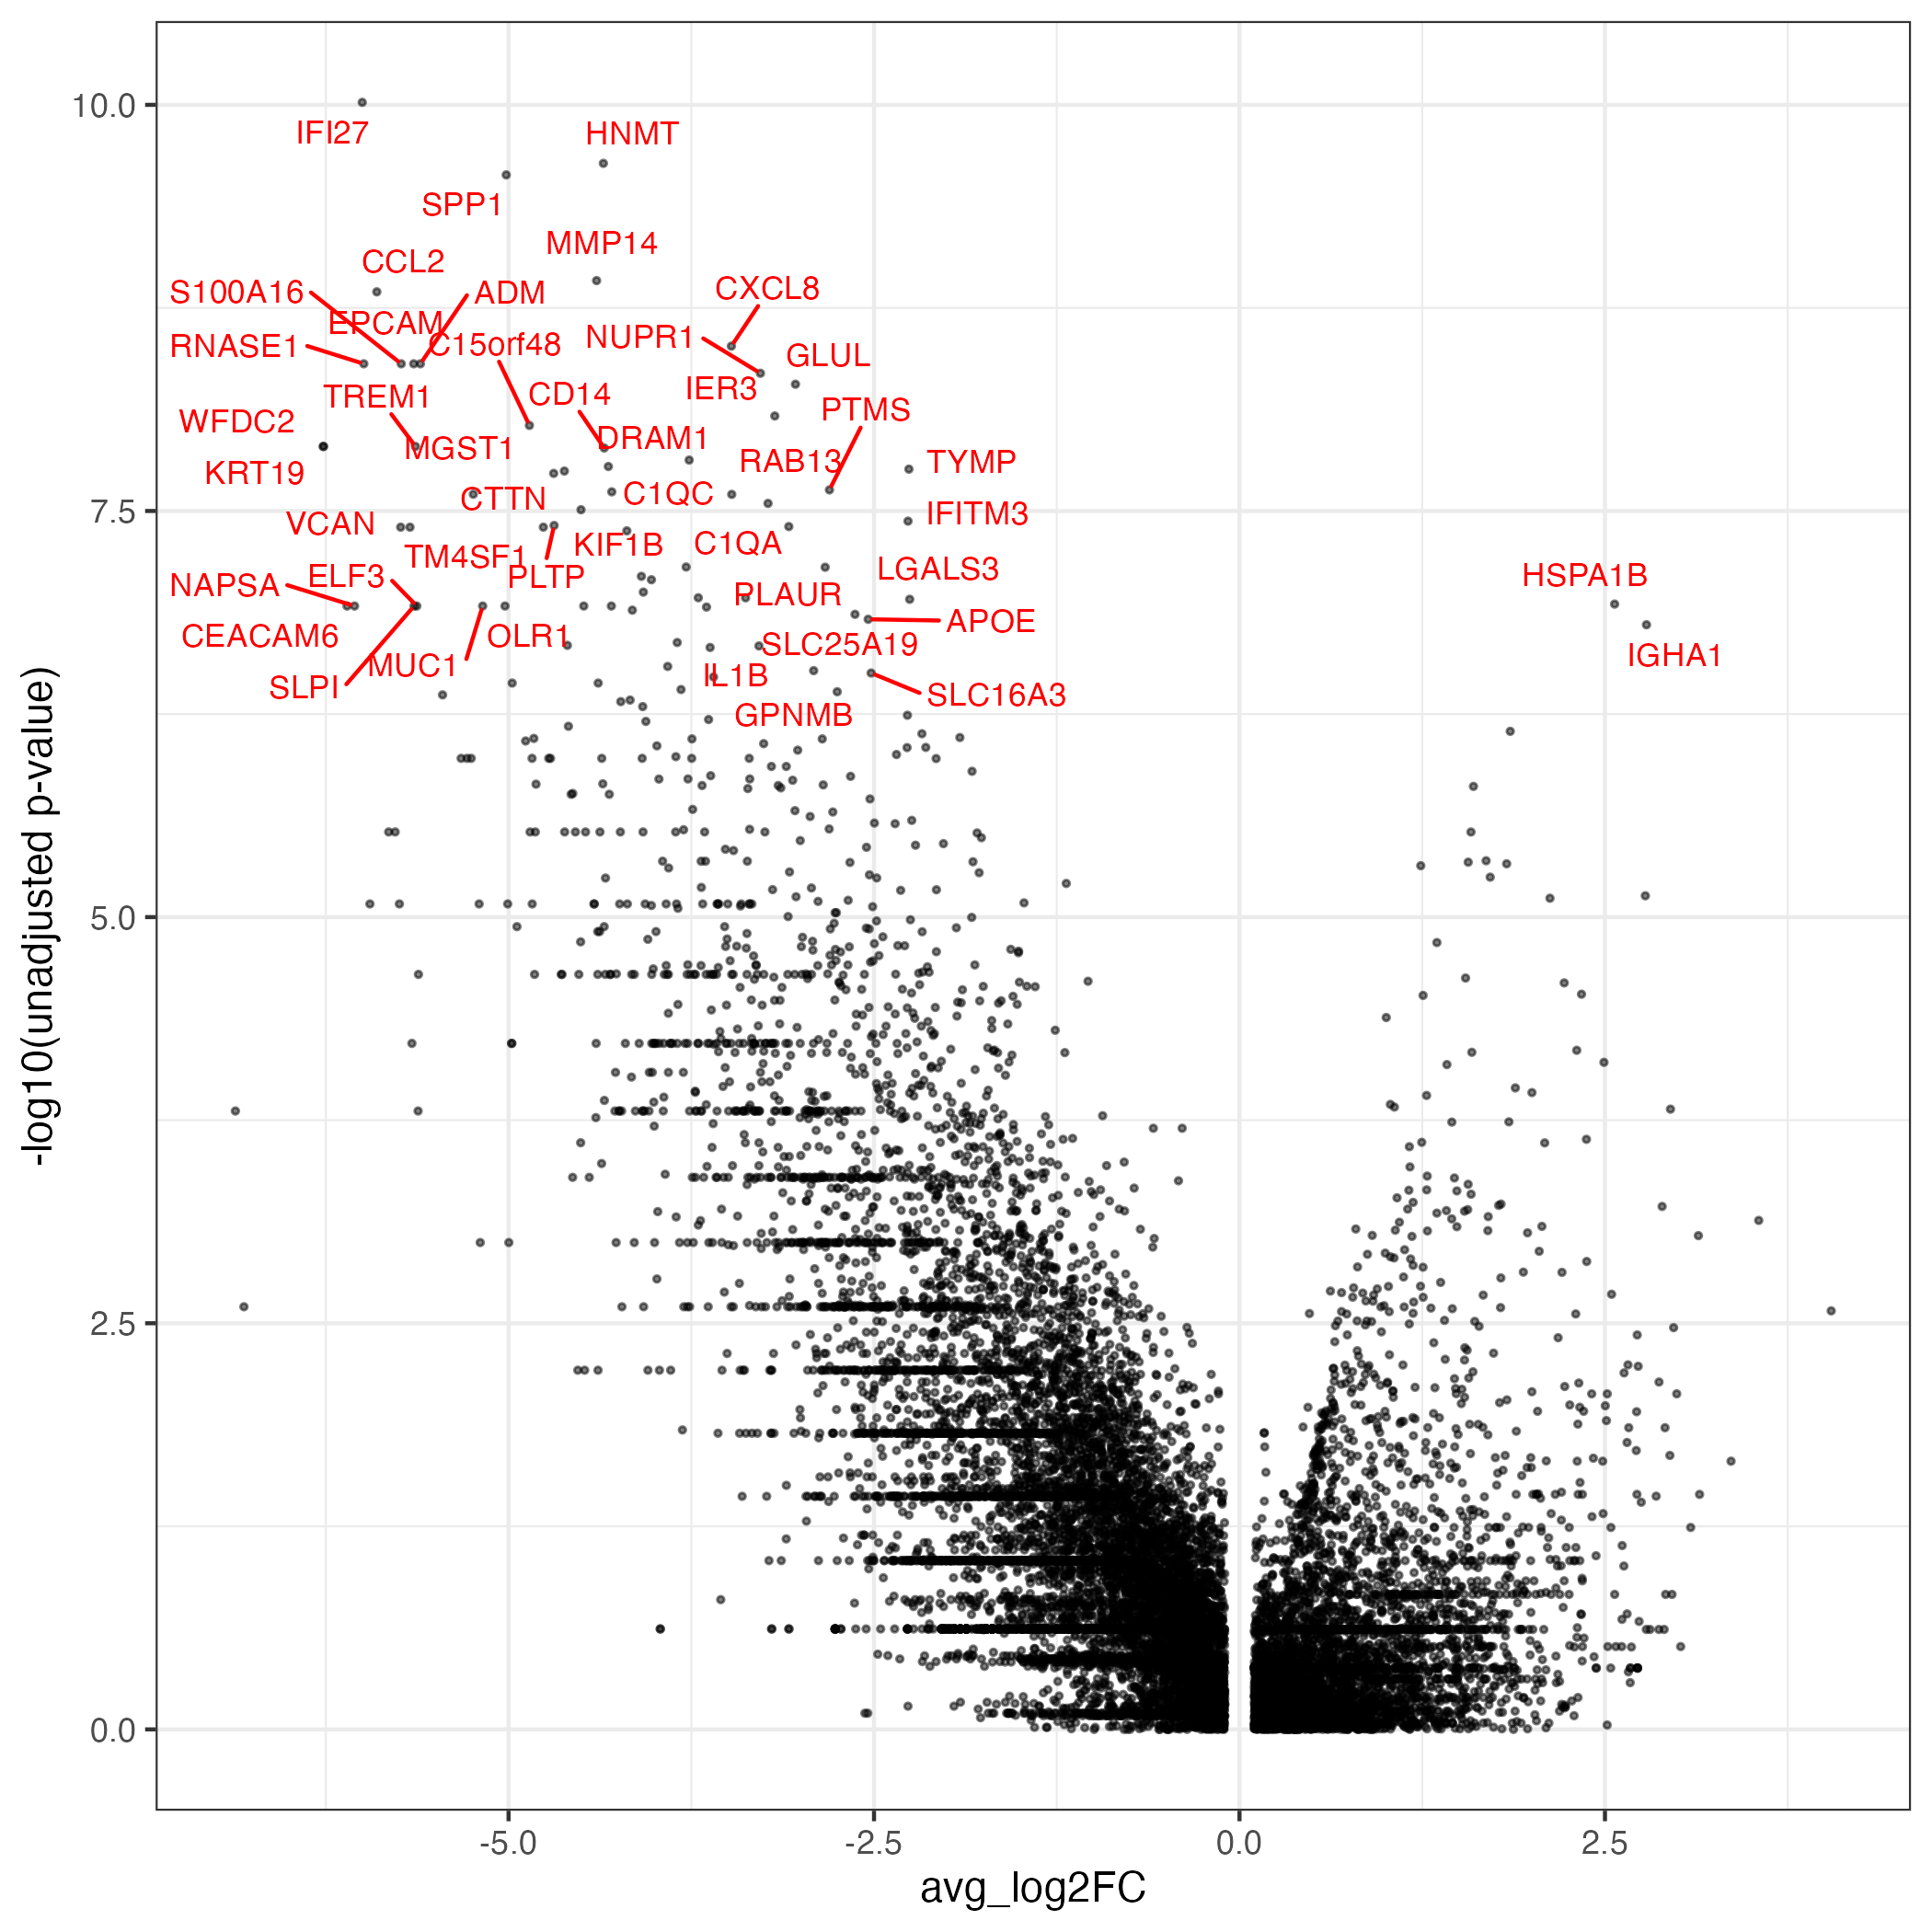 10.0
IFI27
HNMT
SPP1
MMP14
CCL2
CXCL8
S100A16
ADM
EPCAM
NUPR1
C15orf48
RNASE1
GLUL
IER3
TREM1
CD14
PTMS
WFDC2
DRAM1
MGST1
RAB13
TYMP
KRT19
C1QC
CTTN
7.5
IFITM3
VCAN
C1QA
KIF1B
TM4SF1
LGALS3
HSPA1B
ELF3
PLTP
NAPSA
PLAUR
APOE
CEACAM6
OLR1
SLC25A19
IGHA1
MUC1
IL1B
SLPI
SLC16A3
GPNMB
5.0
2.5
0.0
-log10(unadjusted p-value)
-5.0
-2.5
0.0
2.5
avg_log2FC